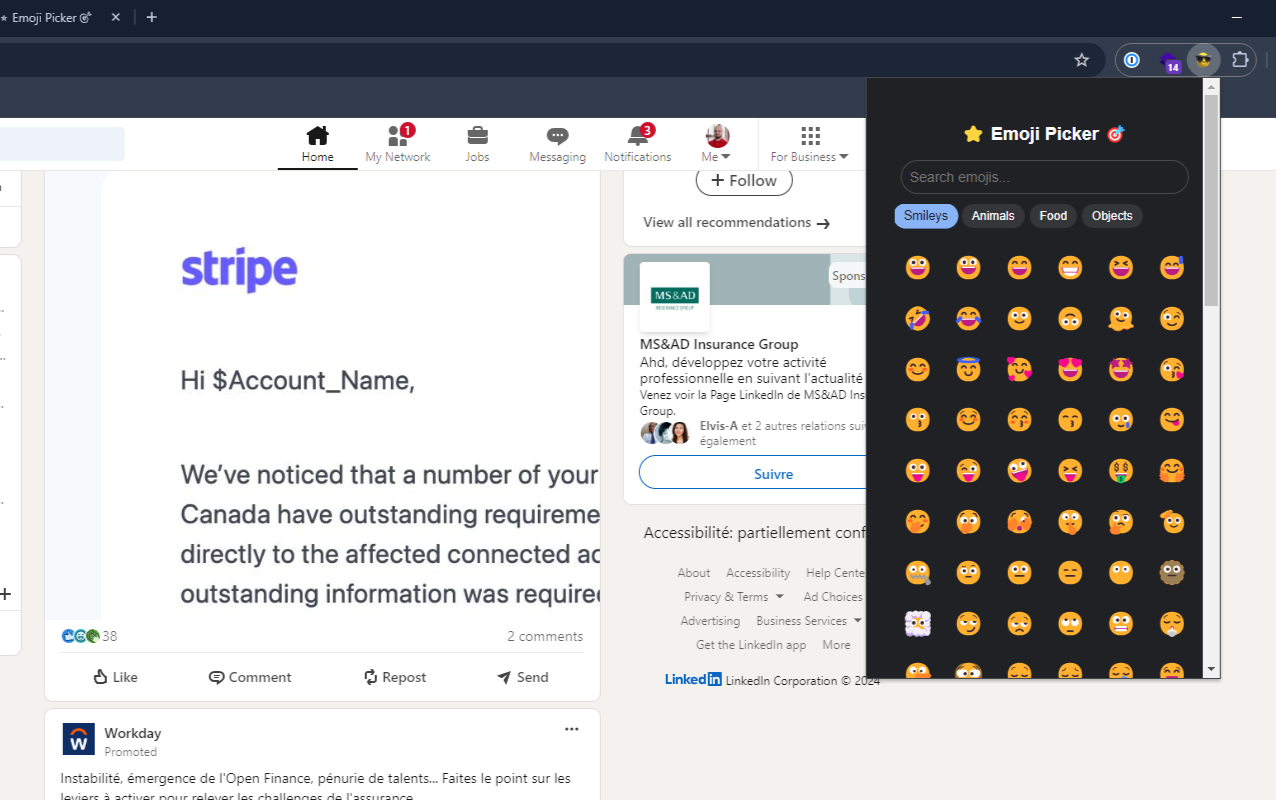 Emoji Picker
14
Home
My Network
1
Jobs
Messaging
Notifications
3
Me
For Business
stripe
Hi $Account_Name,
We've noticed that a number of your
Canada have outstanding requireme
directly to the affected connected ac
outstanding information was require
38
2 comments
Like
Comment
Repost
Send
Workday
Promoted
Instabilité, émergence de l'Open Finance, pénurie de talents... Faites le point sur les
leviers à activer pour relever les challenges de l'assurance
+ Follow
View all recommendations →
Spons
MS&AD
INSURANCE GROUP
MS&AD Insurance Group
Ahd, développez votre activité
professionnelle en suivant l'actualité
Venez voir la Page LinkedIn de MS&AD Ins
Group.
Elvis-A et 2 autres relations sui
également
Suivre
Accessibilité: partiellement conf
About Accessibility Help Cente
Privacy & Terms Ad Choices
Advertising Business Services
Get the LinkedIn app More
LinkedIn LinkedIn Corporation © 2024
⭐ Emoji Picker 🎯
Search emojis...
Smileys Animals Food Objects